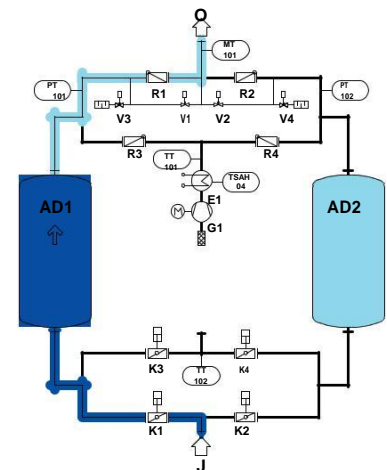 O
MT
101
PT
101
R1
R2
PT
102
V3
V1
V2
V4
R3
TT
101
R4
TSAH
04
E1
M
G1
AD1
AD2
K3
TT
102
K4
K1
K2
J